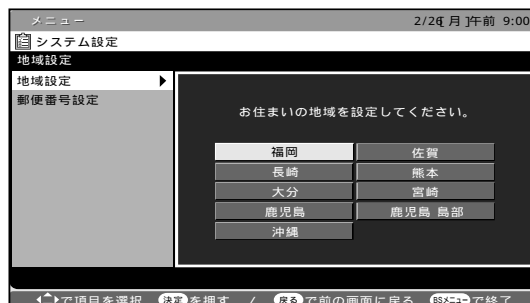 メニュー 2/26[月]午前 9:00
システム設定
地域設定
地域設定
郵便番号設定
お住まいの地域を設定してください。
福岡 佐賀
長崎 熊本
大分 宮崎
鹿児島 鹿児島 島部
沖縄
で項目を選択 決定を押す / 戻るで前の画面に戻る BSメニューで終了